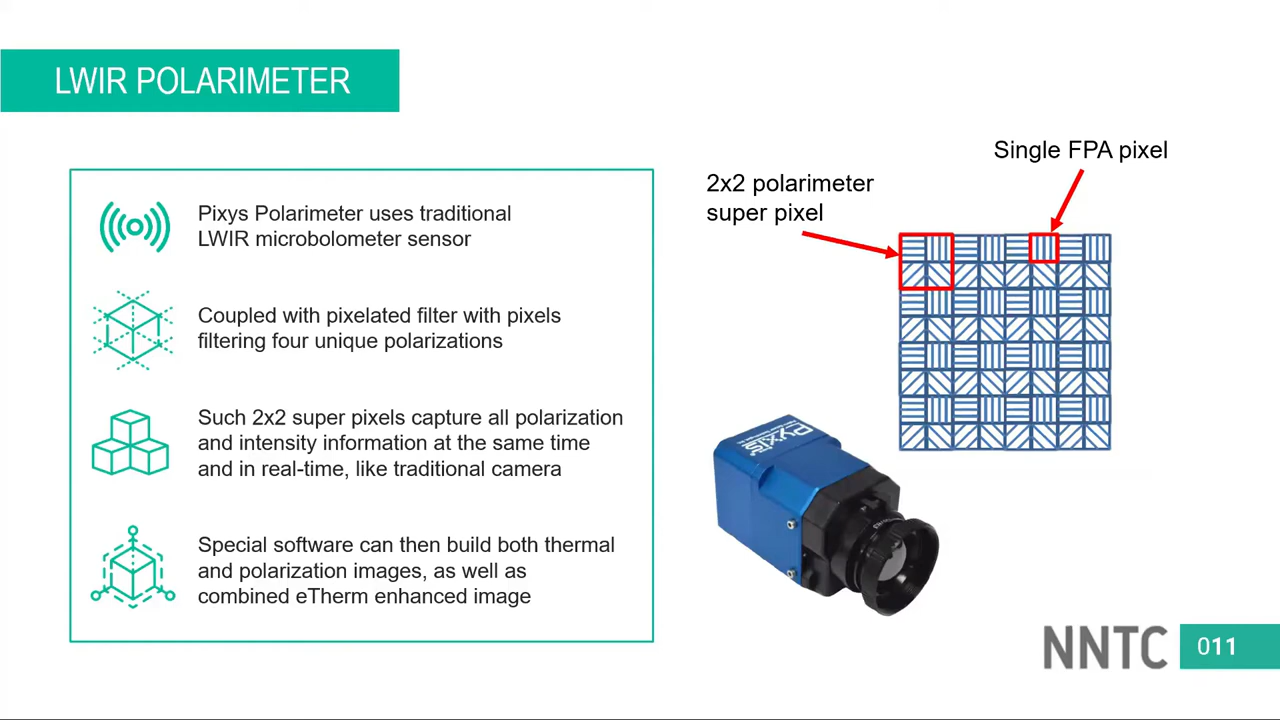 LWIR POLARIMETER
Pixys Polarimeter uses traditional
LWIR microbolometer sensor
Coupled with pixelated filter with pixels
filtering four unique polarizations
Such 2x2 super pixels capture all polarization
and intensity information at the same time
and in real-time, like traditional camera
Special software can then build both thermal
and polarization images, as well as
combined eTherm enhanced image
Single FPA pixel
2x2 polarimeter
super pixel
Pyxis
NNTC
011